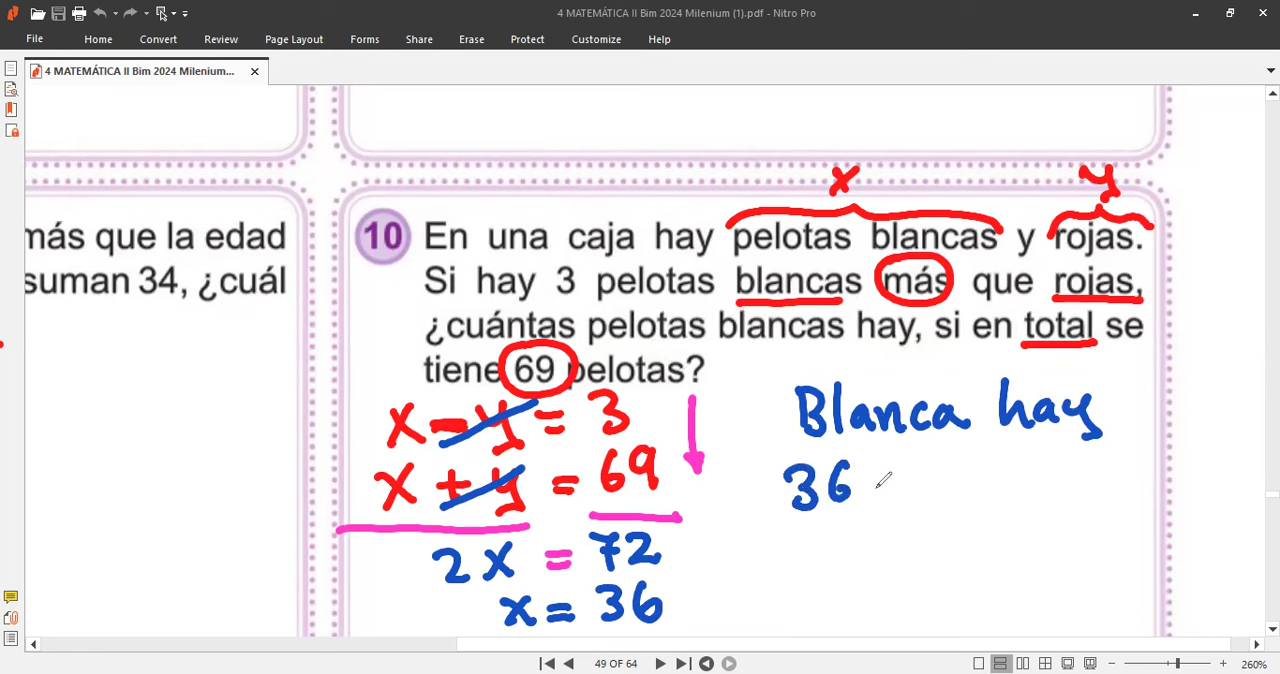 4 MATEMÁTICA II Bim 2024 Milenium (1).pdf - Nitro Pro
File Home Convert Review Page Layout Forms Share Erase Protect Customize Help
4 MATEMÁTICA II Bim 2024 Milenium...
más que la edad
suman 34, ¿cuál
x
y
10 En una caja hay pelotas blancas y rojas.
Si hay 3 pelotas blancas más que rojas,
¿cuántas pelotas blancas hay, si en total se
tiene 69 pelotas?
x - y = 3
x + y = 69
2x = 72
x = 36
Blanca hay
36
49 OF 64
260%